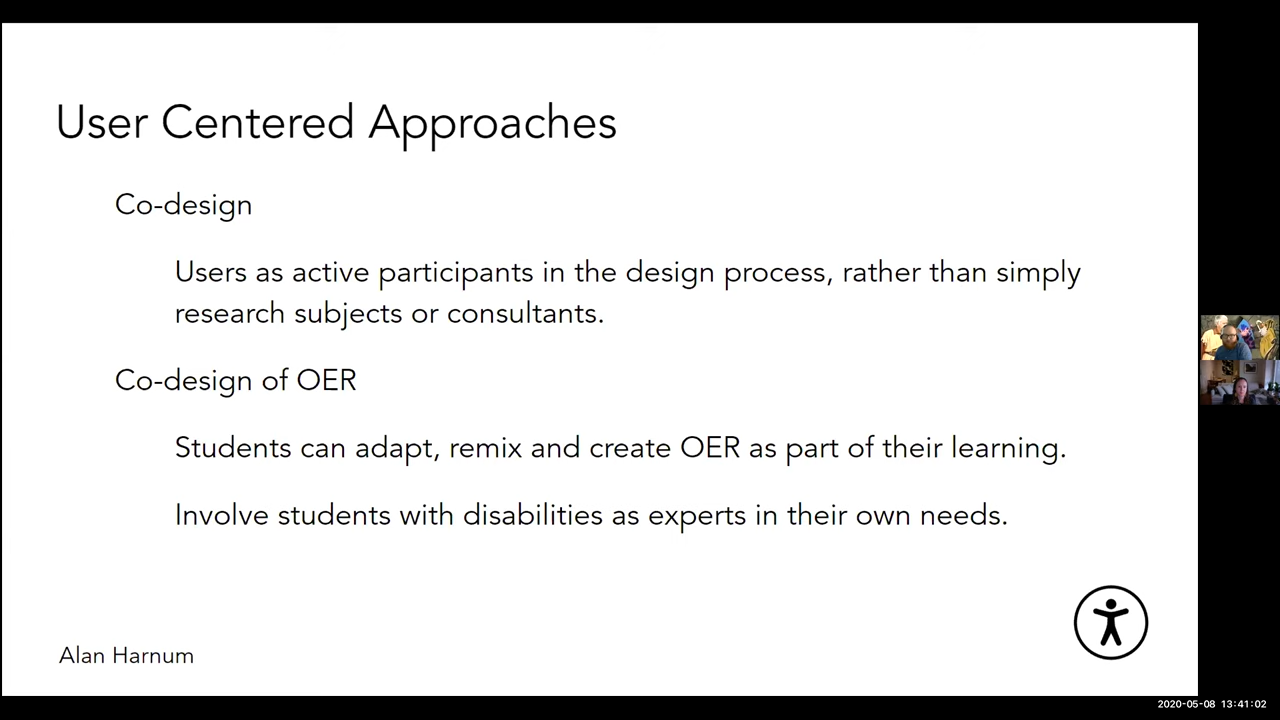 User Centered Approaches
Co-design
Users as active participants in the design process, rather than simply
research subjects or consultants.
Co-design of OER
Students can adapt, remix and create OER as part of their learning.
Involve students with disabilities as experts in their own needs.
Alan Harnum
2020-05-08 13:41:02